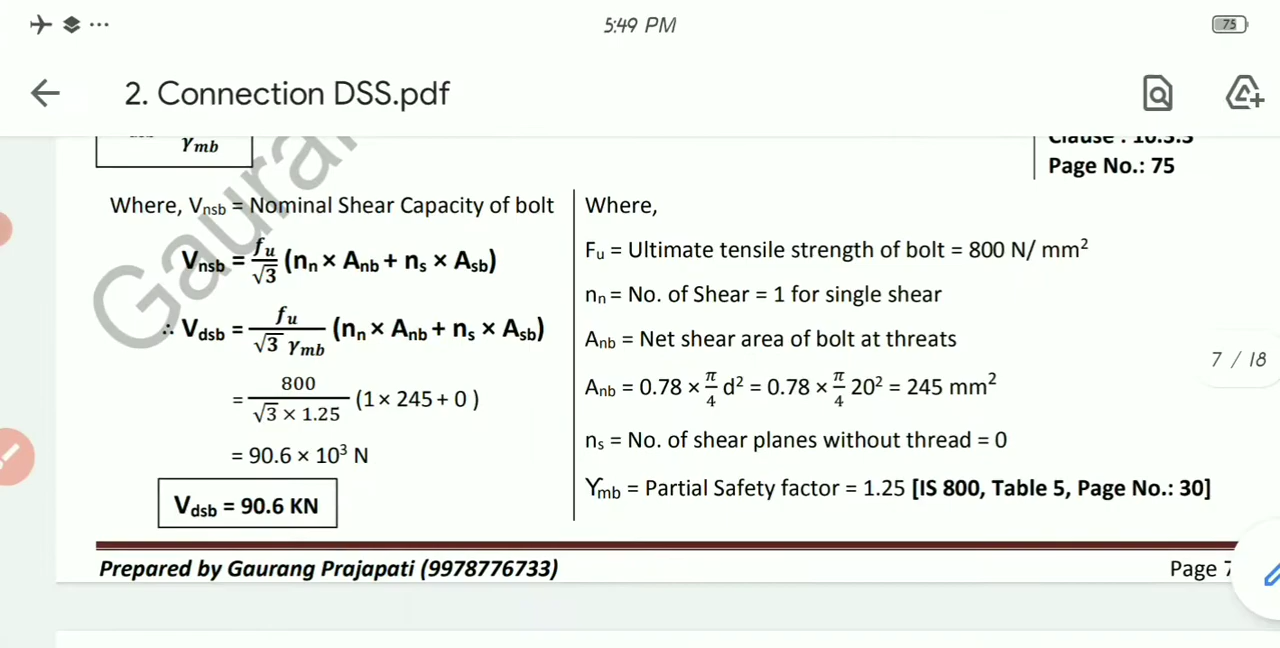 5:49 PM
75
2. Connection DSS.pdf
γmb
Clause : 10.3.3
Page No.: 75
Where, Vnsb = Nominal Shear Capacity of bolt
Vnsb = fu/√3 (nn × Anb + ns × Asb)
∴ Vdsb = fu/√3 γmb (nn × Anb + ns × Asb)
= 800/√3 × 1.25 (1× 245 + 0 )
= 90.6 × 10³ N
Vdsb = 90.6 KN
Where,
Fu = Ultimate tensile strength of bolt = 800 N/ mm²
nn = No. of Shear = 1 for single shear
Anb = Net shear area of bolt at threats
Anb = 0.78 × π/4 d² = 0.78 × π/4 20² = 245 mm²
ns = No. of shear planes without thread = 0
Ymb = Partial Safety factor = 1.25 [IS 800, Table 5, Page No.: 30]
7 / 18
Prepared by Gaurang Prajapati (9978776733)
Page 7